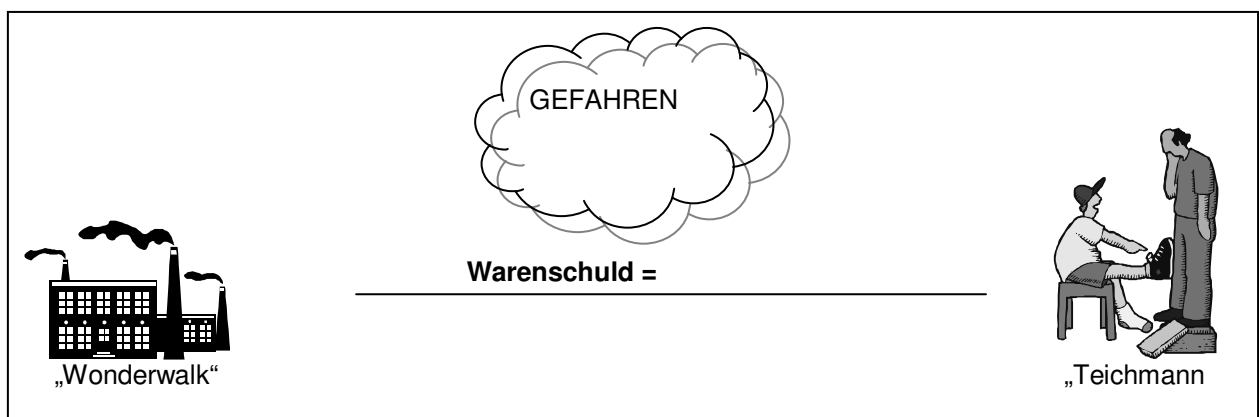 GEFAHREN
Warenschuld =
„Wonderwalk“
„Teichmann